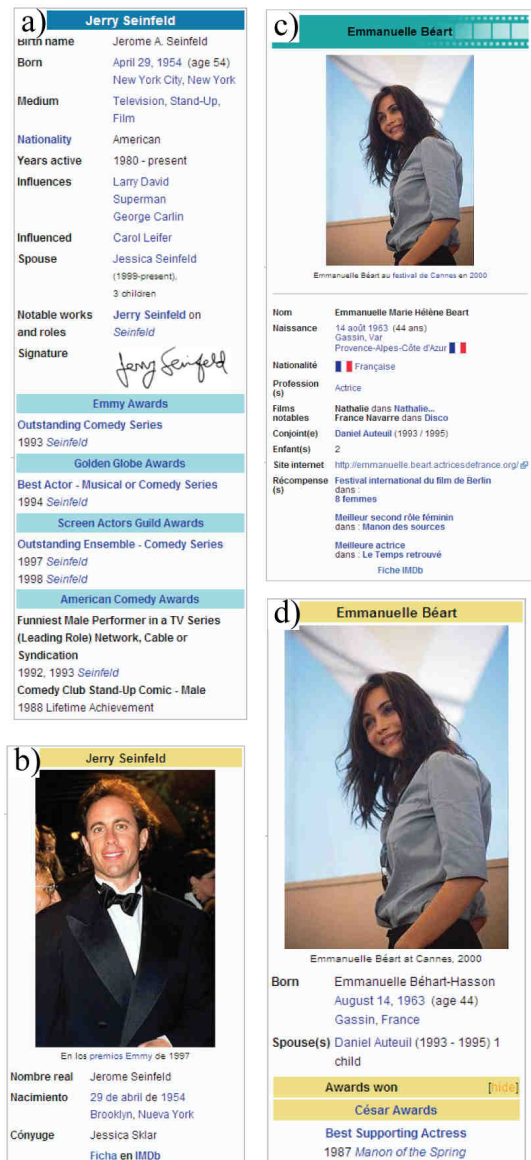 a)
Jerry Seinfeld
Birth name Jerome A. Seinfeld
Born April 29, 1954 (age 54)
New York City, New York
Medium Television, Stand-Up,
Film
Nationality American
Years active 1980 - present
Influences Larry David
Superman
George Carlin
Influenced Carol Leifer
Spouse Jessica Seinfeld
(1999-present),
3 children
Notable works Jerry Seinfeld on
and roles Seinfeld
Signature Jerry Seinfeld
Emmy Awards
Outstanding Comedy Series
1993 Seinfeld
Golden Globe Awards
Best Actor - Musical or Comedy Series
1994 Seinfeld
Screen Actors Guild Awards
Outstanding Ensemble - Comedy Series
1997 Seinfeld
1998 Seinfeld
American Comedy Awards
Funniest Male Performer in a TV Series
(Leading Role) Network, Cable or
Syndication
1992, 1993 Seinfeld
Comedy Club Stand-Up Comic - Male
1988 Lifetime Achievement
b)
Jerry Seinfeld
En los premios Emmy de 1997
Nombre real Jerome Seinfeld
Nacimiento 29 de abril de 1954
Brooklyn, Nueva York
Cónyuge Jessica Sklar
Ficha en IMDb
c)
Emmanuelle Béart
Emmanuelle Béart au festival de Cannes en 2000
Nom Emmanuelle Marie Hélène Beart
Naissance 14 août 1963 (44 ans)
Gassin, Var
Provence-Alpes-Côte d'Azur
Nationalité Française
Profession
(s) Actrice
Films Nathalie dans Nathalie...
notables France Navarre dans Disco
Conjoint(e) Daniel Auteuil (1993 / 1995)
Enfant(s) 2
Site internet http://emmanuelle.beart.actricesdefrance.org/
Récompense Festival international du film de Berlin
(s) dans :
8 femmes
Meilleur second rôle féminin
dans : Manon des sources
Meilleure actrice
dans : Le Temps retrouvé
Fiche IMDb
d)
Emmanuelle Béart
Emmanuelle Béart at Cannes, 2000
Born Emmanuelle Béhart-Hasson
August 14, 1963 (age 44)
Gassin, France
Spouse(s) Daniel Auteuil (1993 - 1995) 1
child
Awards won [hide]
César Awards
Best Supporting Actress
1987 Manon of the Spring